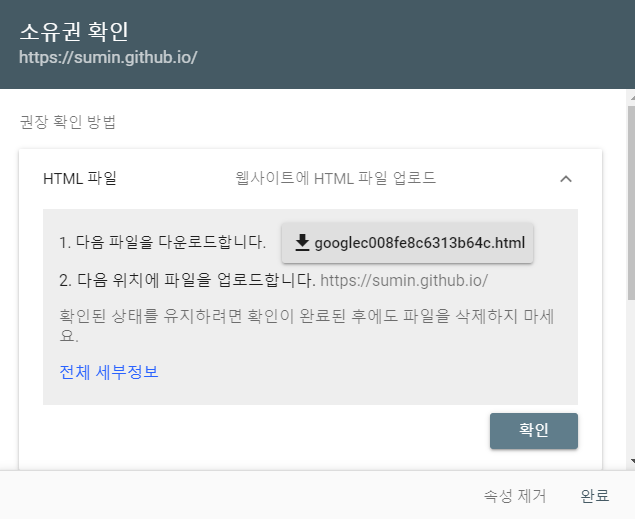 소유권 확인
https://sumin.github.io/
권장 확인 방법
HTML 파일 웹사이트에 HTML 파일 업로드
1. 다음 파일을 다운로드합니다. googlec008fe8c6313b64c.html
2. 다음 위치에 파일을 업로드합니다. https://sumin.github.io/
확인된 상태를 유지하려면 확인이 완료된 후에도 파일을 삭제하지 마세
요.
전체 세부정보
확인
속성 제거 완료